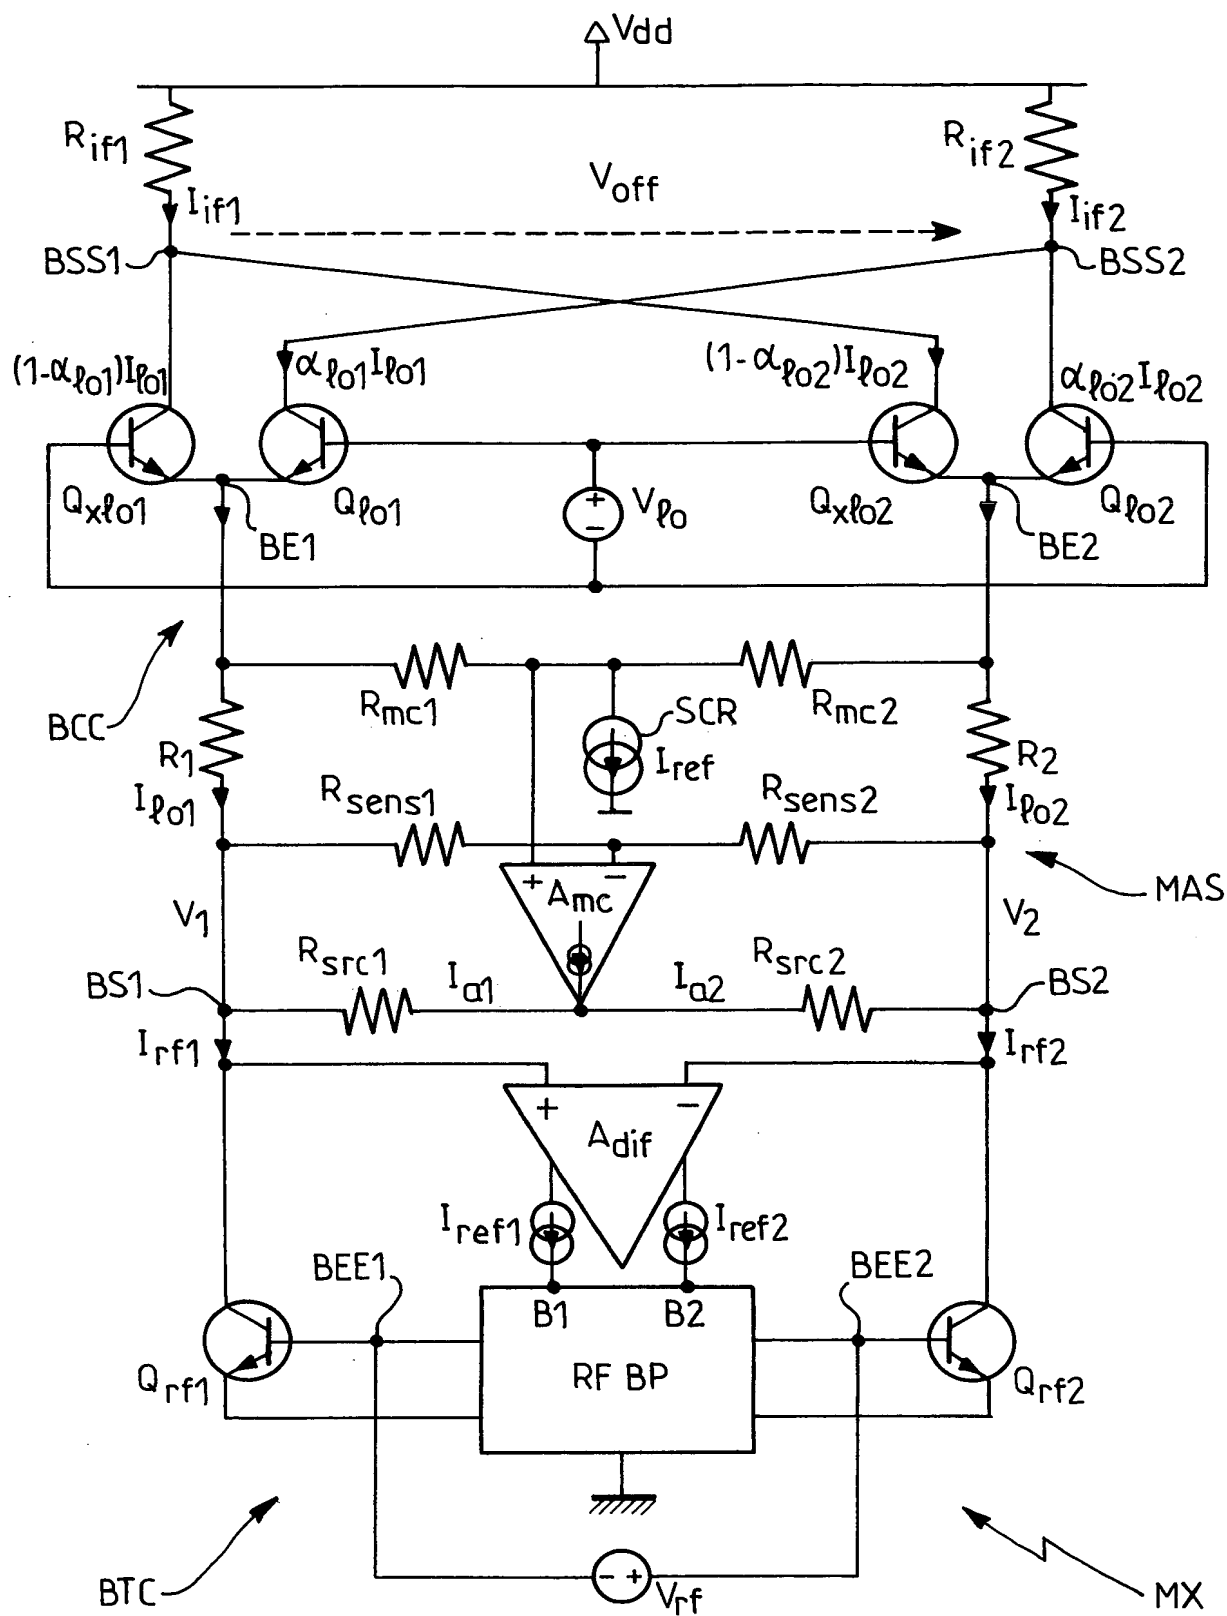 Vdd
Rif1
Rif2
Voff
Iif1
Iif2
BSS1
BSS2
(1-αℓo1)Iℓo1
αℓo1Iℓo1
(1-αℓo2)Iℓo2
αℓo2Iℓo2
+
-
Qxℓo1
Qℓo1
Vℓo
Qxℓo2
Qℓo2
BE1
BE2
BCC
Rmc1
SCR
Rmc2
R1
Iref
R2
Iℓo1
Rsens1
Rsens2
Iℓo2
+ -
Amc
MAS
V1
V2
Rsrc1
Rsrc2
BS1
Ia1
Ia2
BS2
Irf1
Irf2
+ -
Adif
Iref1
Iref2
BEE1
BEE2
B1
B2
Qrf1
RF BP
Qrf2
BTC
- +
Vrf
MX